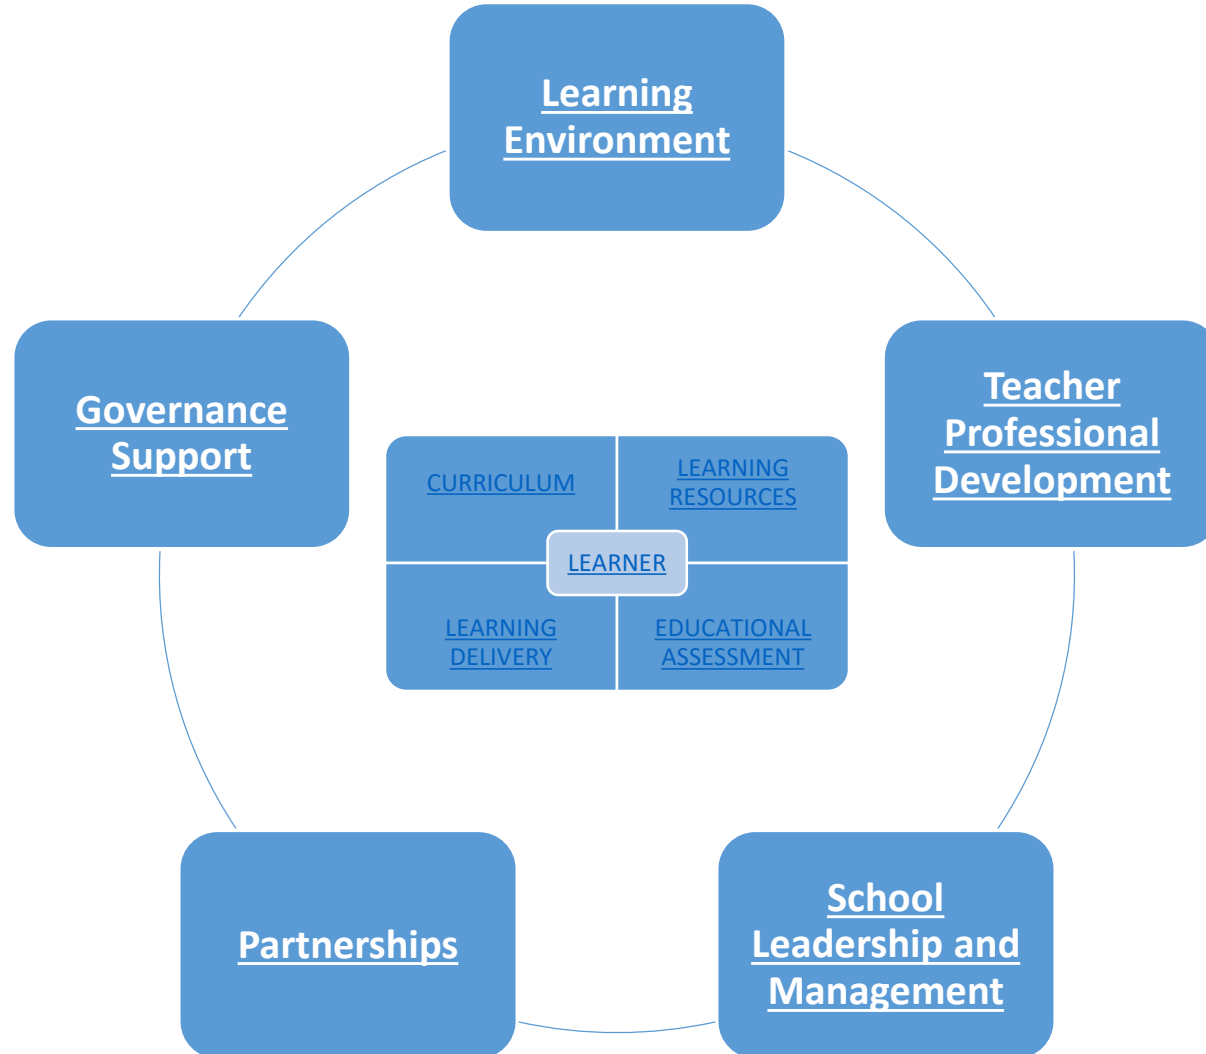 Learning
Environment
Governance
Support
Teacher
Professional
Development
CURRICULUM
LEARNING
RESOURCES
LEARNER
LEARNING
DELIVERY
EDUCATIONAL
ASSESSMENT
Partnerships
School
Leadership and
Management